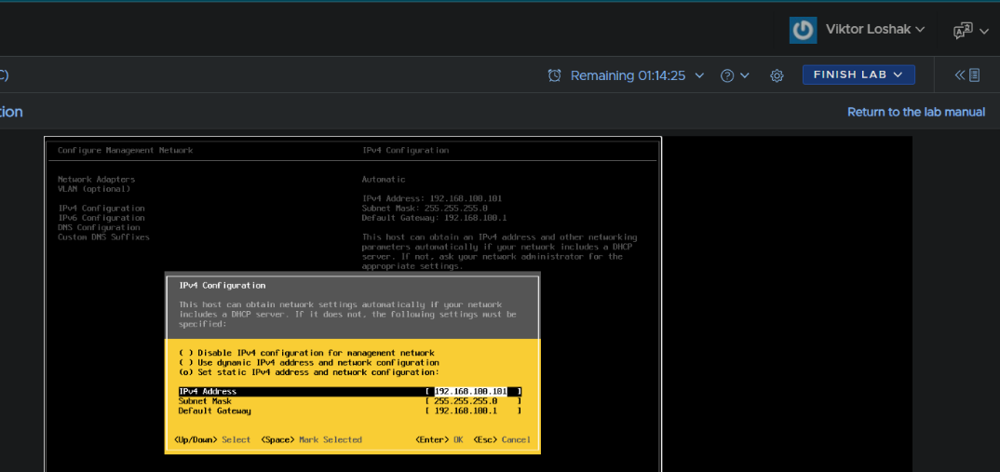 Viktor Loshak
C)
Remaining 01:14:25
FINISH LAB
tion
Return to the lab manual
Configure Management Network
IPv4 Configuration
Network Adapters
VLAN (optional)
IPv4 Configuration
IPv6 Configuration
DNS Configuration
Custom DNS Suffixes
Automatic
IPv4 Address: 192.168.100.101
Subnet Mask: 255.255.255.0
Default Gateway: 192.168.100.1
This host can obtain an IPv4 address and other networking
parameters automatically if your network includes a DHCP
server. If not, ask your network administrator for the
appropriate settings.
IPv4 Configuration
This host can obtain network settings automatically if your network
includes a DHCP server. If it does not, the following settings must be
specified:
( ) Disable IPv4 configuration for management network
( ) Use dynamic IPv4 address and network configuration
(o) Set static IPv4 address and network configuration:
IPv4 Address [ 192.168.100.101 ]
Subnet Mask [ 255.255.255.0 ]
Default Gateway [ 192.168.100.1 ]
<Up/Down> Select <Space> Mark Selected <Enter> OK <Esc> Cancel